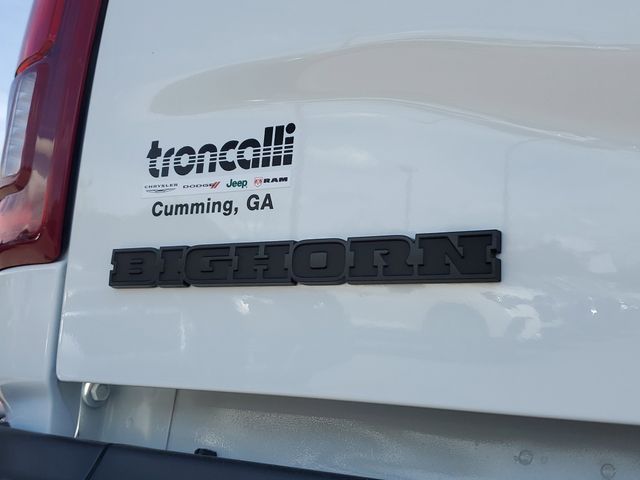 troncalli
CHRYSLER DODGE Jeep RAM
Cumming, GA
BIGHORN